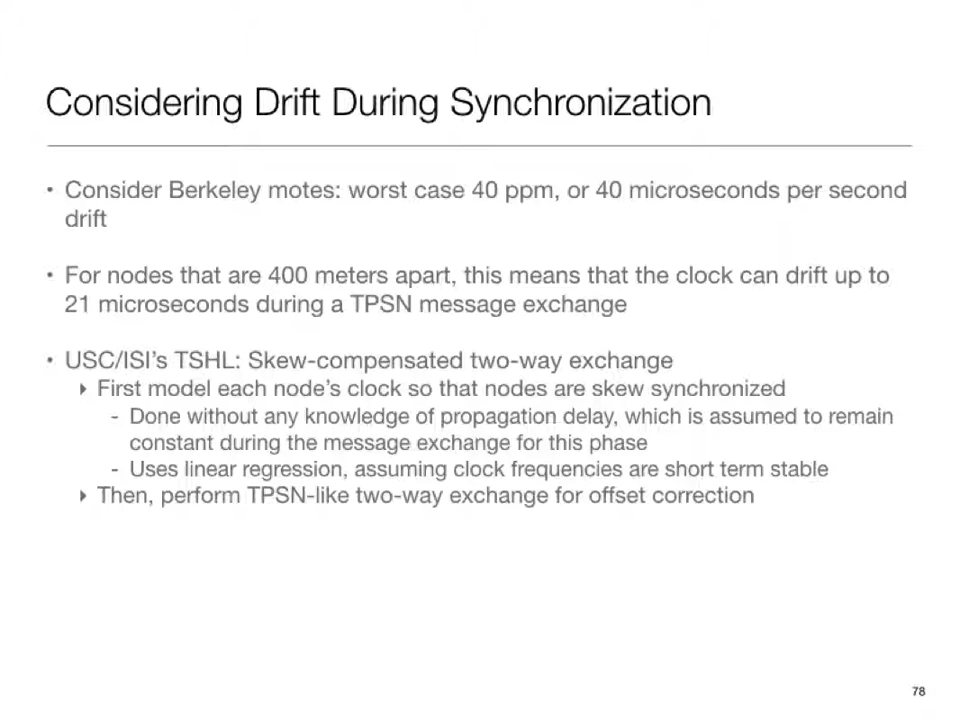 Considering Drift During Synchronization
• Consider Berkeley motes: worst case 40 ppm, or 40 microseconds per second
drift
• For nodes that are 400 meters apart, this means that the clock can drift up to
21 microseconds during a TPSN message exchange
• USC/ISI's TSHL: Skew-compensated two-way exchange
‣ First model each node's clock so that nodes are skew synchronized
- Done without any knowledge of propagation delay, which is assumed to remain
constant during the message exchange for this phase
- Uses linear regression, assuming clock frequencies are short term stable
‣ Then, perform TPSN-like two-way exchange for offset correction
78